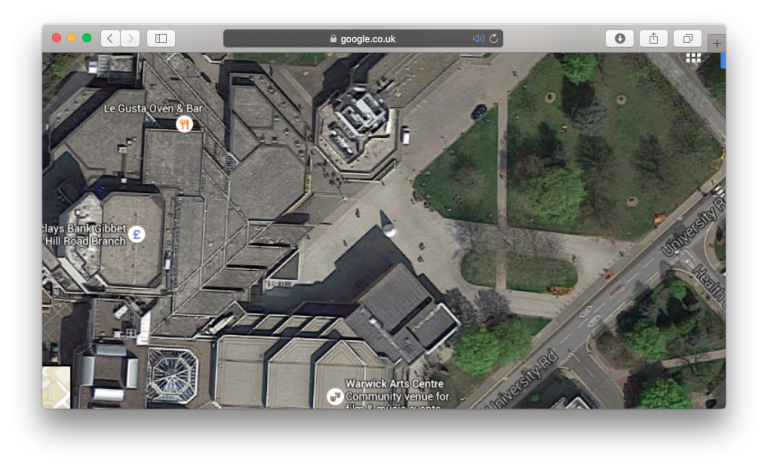 google.co.uk
Le Gusta Oven & Bar
clays Bank Gibbet
Hill Road Branch
£
University R
Health
University Rd
Warwick Arts Centre
Community venue for
film & music events